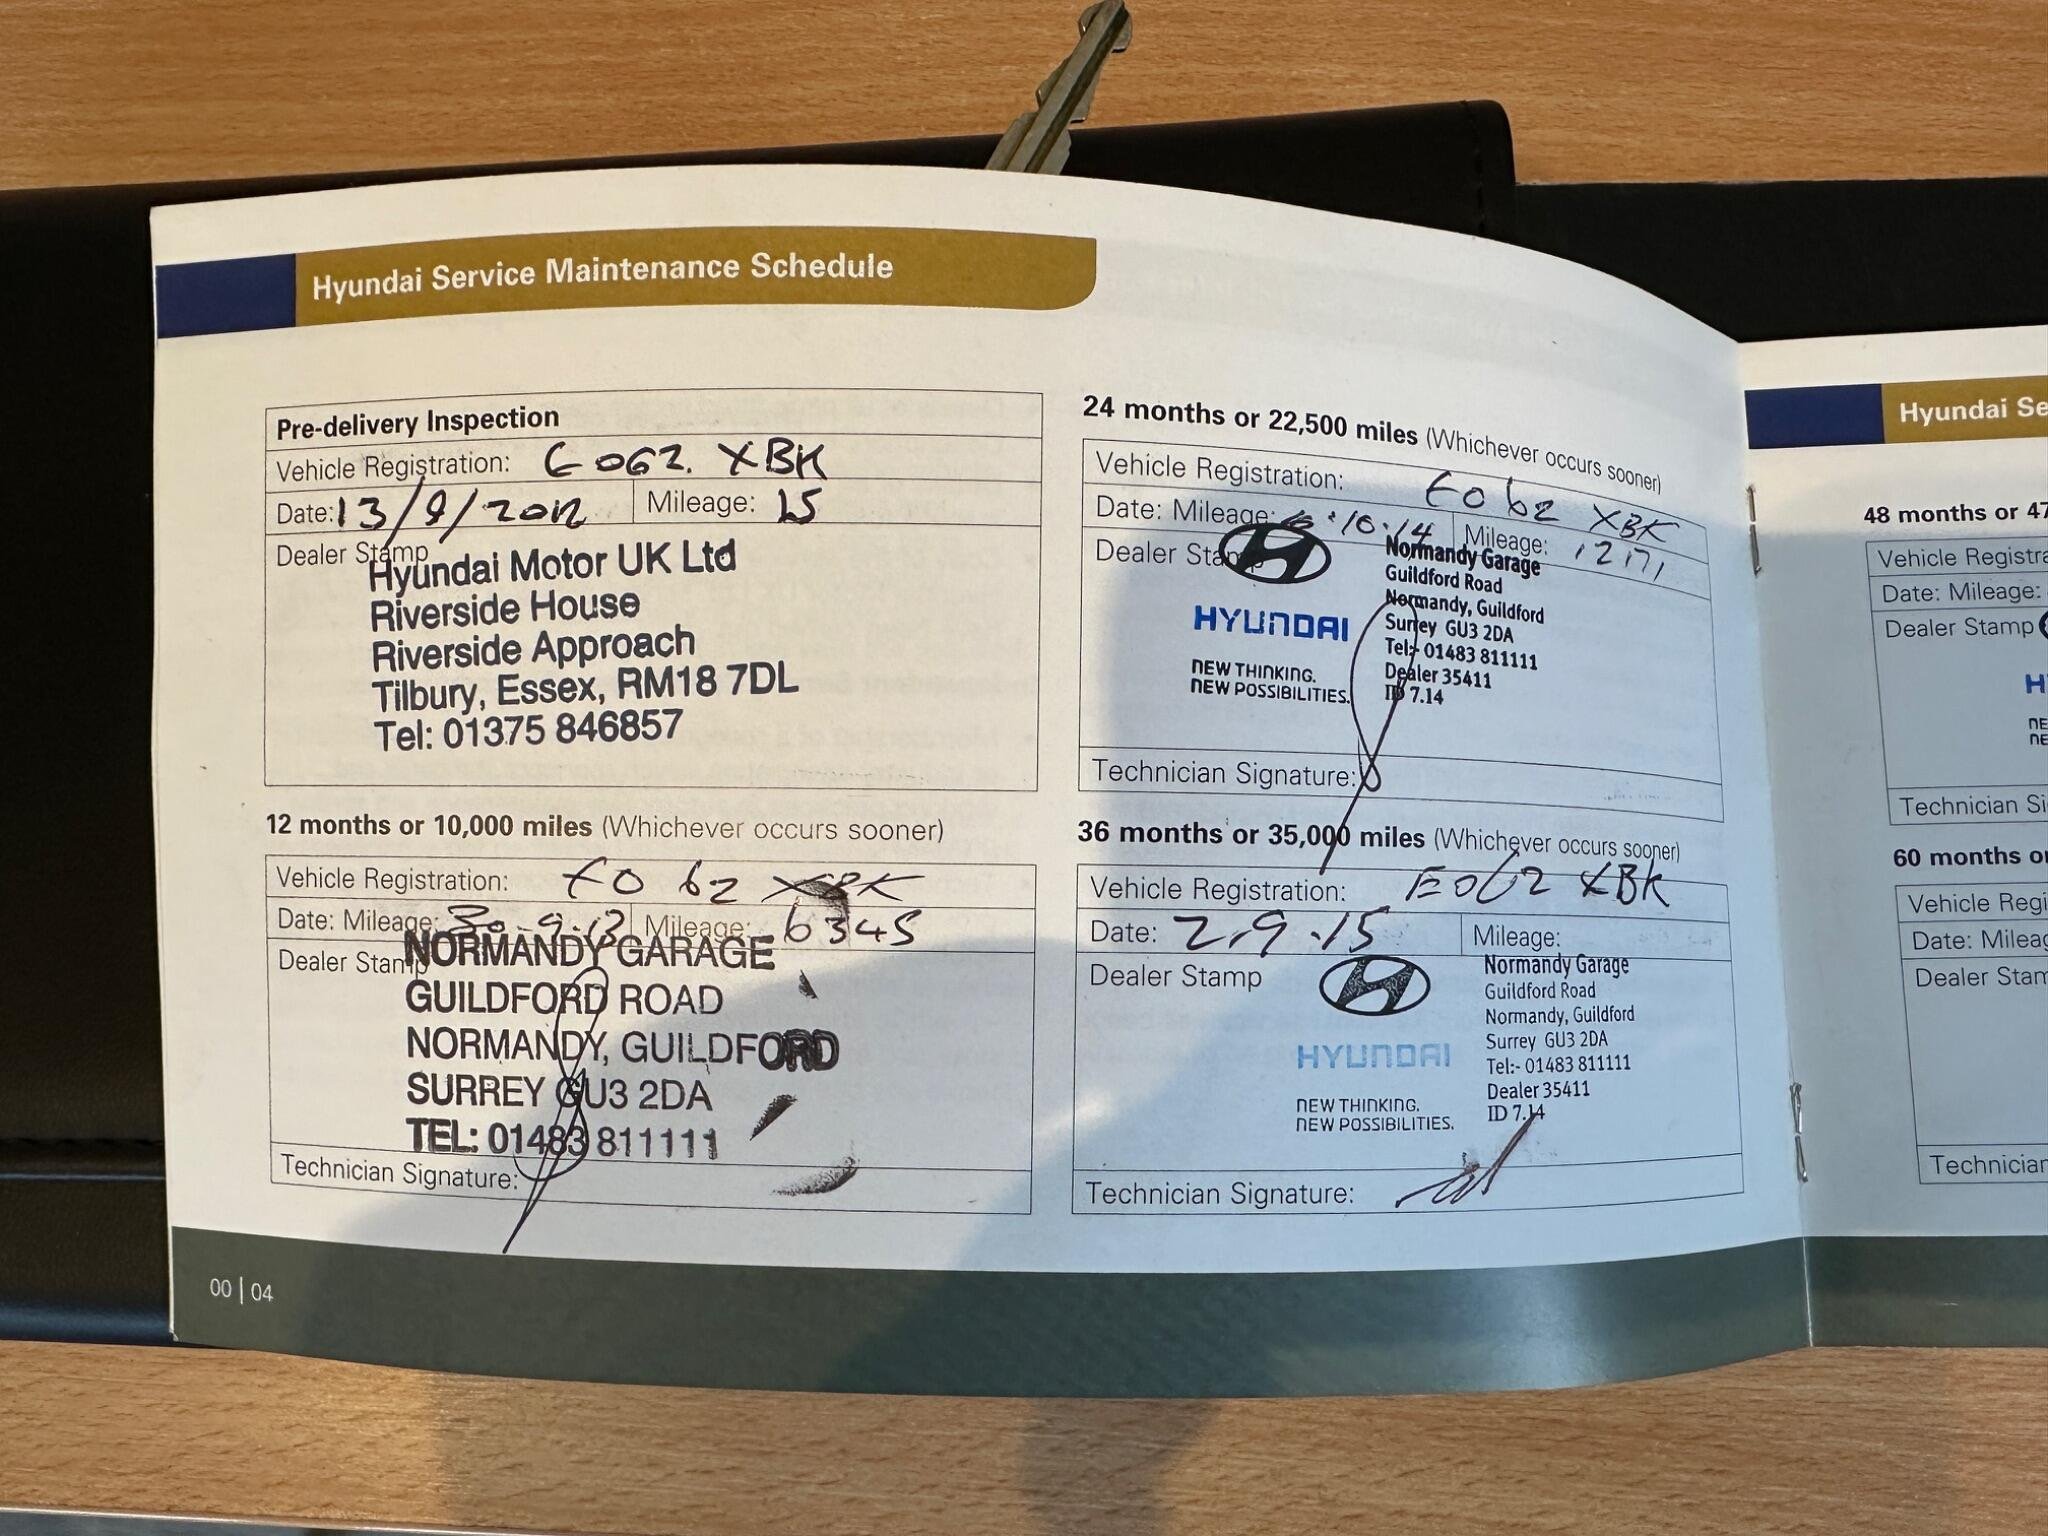 Hyundai Service Maintenance Schedule
Pre-delivery Inspection
Vehicle Registration: EO62 XBK
Date: 13/9/2012 Mileage: 15
Dealer Stamp
Hyundai Motor UK Ltd
Riverside House
Riverside Approach
Tilbury, Essex, RM18 7DL
Tel: 01375 846857
12 months or 10,000 miles (Whichever occurs sooner)
Vehicle Registration: EO 62 XBK
Date: Mileage: 30.9.13 Mileage: 6345
Dealer Stamp
NORMANDY GARAGE
GUILDFORD ROAD
NORMANDY, GUILDFORD
SURREY GU3 2DA
TEL: 01483 811111
Technician Signature:
24 months or 22,500 miles (Whichever occurs sooner)
Vehicle Registration: EO 62 XBK
Date: Mileage: 6.10.14 Mileage: 12171
Dealer Stamp
HYUNDAI
NEW THINKING.
NEW POSSIBILITIES.
Normandy Garage
Guildford Road
Normandy, Guildford
Surrey GU3 2DA
Tel:- 01483 811111
Dealer 35411
ID 7.14
Technician Signature:
36 months or 35,000 miles (Whichever occurs sooner)
Vehicle Registration: EO62 XBK
Date: 2.9.15 Mileage:
Dealer Stamp
HYUNDAI
NEW THINKING.
NEW POSSIBILITIES.
Normandy Garage
Guildford Road
Normandy, Guildford
Surrey GU3 2DA
Tel:- 01483 811111
Dealer 35411
ID 7.14
Technician Signature:
00 | 04
Hyundai Se
48 months or 47
Vehicle Registra
Date: Mileage:
Dealer Stamp
H
NE
NE
Technician Si
60 months o
Vehicle Regi
Date: Mileag
Dealer Stam
Technician